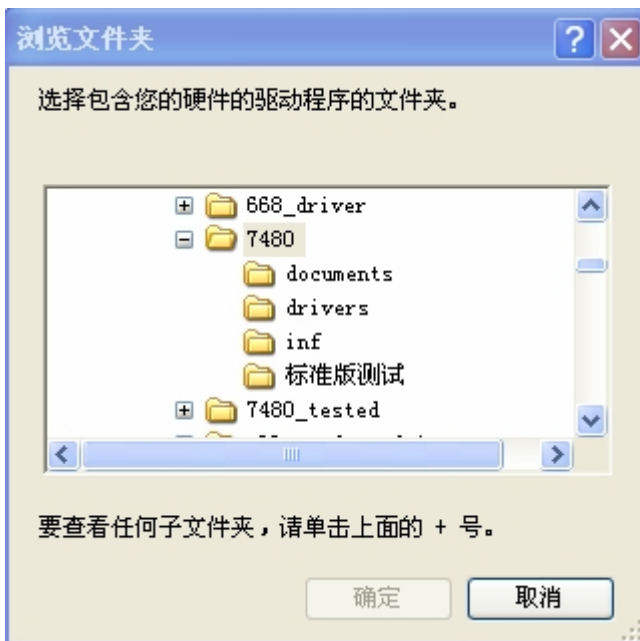 浏览文件夹
选择包含您的硬件的驱动程序的文件夹。
668_driver
7480
documents
drivers
inf
标准版测试
7480_tested
要查看任何子文件夹，请单击上面的 + 号。
确定
取消